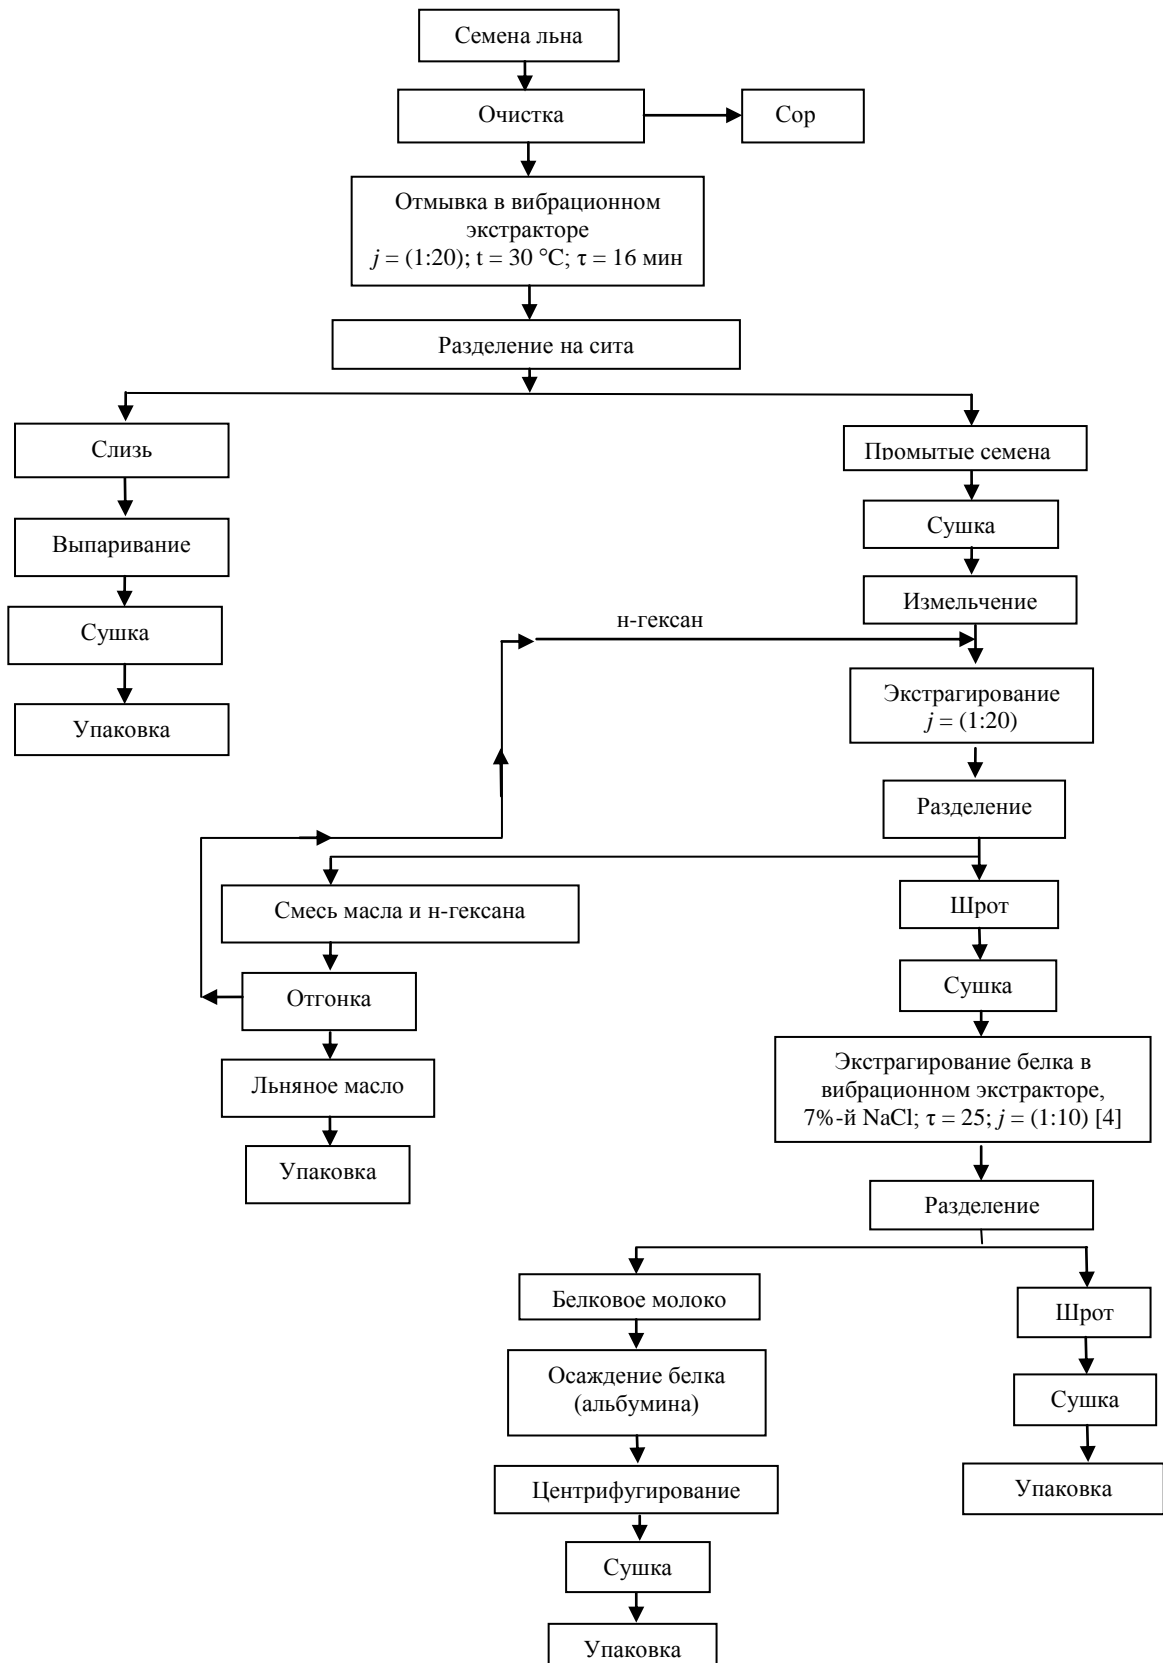 Семена льна
Очистка
Сор
Отмывка в вибрационном
экстракторе
j = (1:20); t = 30 °C; τ = 16 мин
Разделение на сита
Слизь
Промытые семена
Выпаривание
Сушка
Сушка
Измельчение
н-гексан
Упаковка
Экстрагирование
j = (1:20)
Разделение
Смесь масла и н-гексана
Шрот
Отгонка
Сушка
Льняное масло
Экстрагирование белка в
вибрационном экстракторе,
7%-й NaCl; τ = 25; j = (1:10) [4]
Упаковка
Разделение
Белковое молоко
Шрот
Осаждение белка
(альбумина)
Сушка
Центрифугирование
Упаковка
Сушка
Упаковка